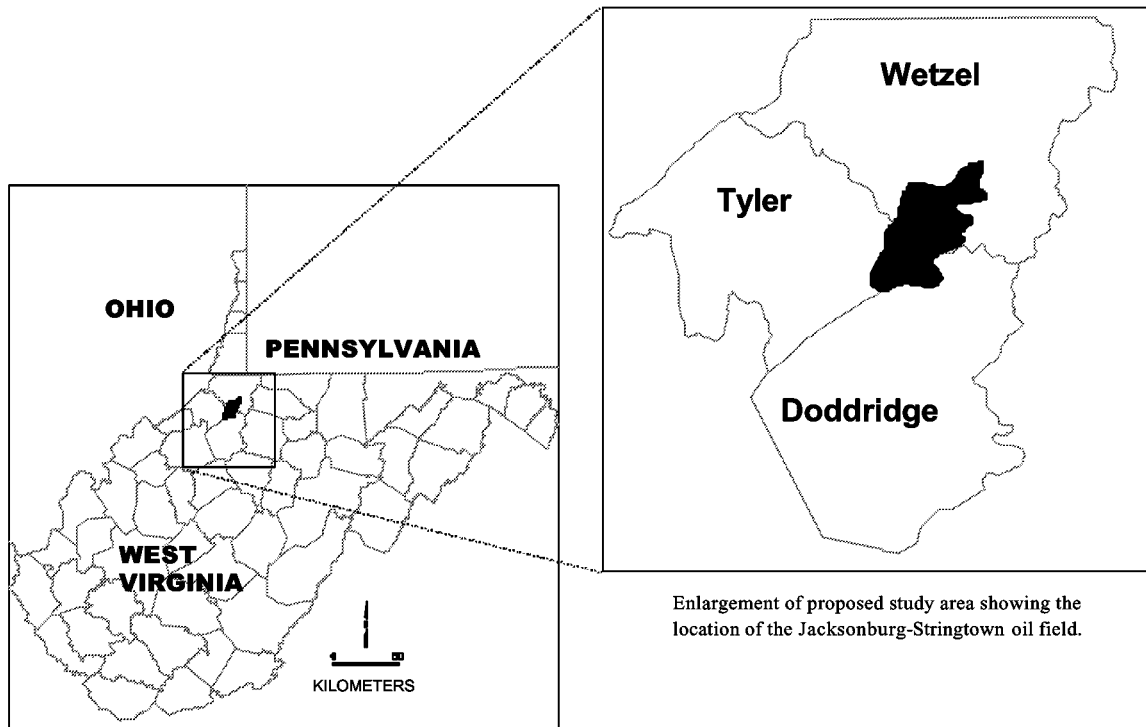 OHIO
PENNSYLVANIA
WEST
VIRGINIA
KILOMETERS
Wetzel
Tyler
Doddridge
Enlargement of proposed study area showing the
location of the Jacksonburg-Stringtown oil field.